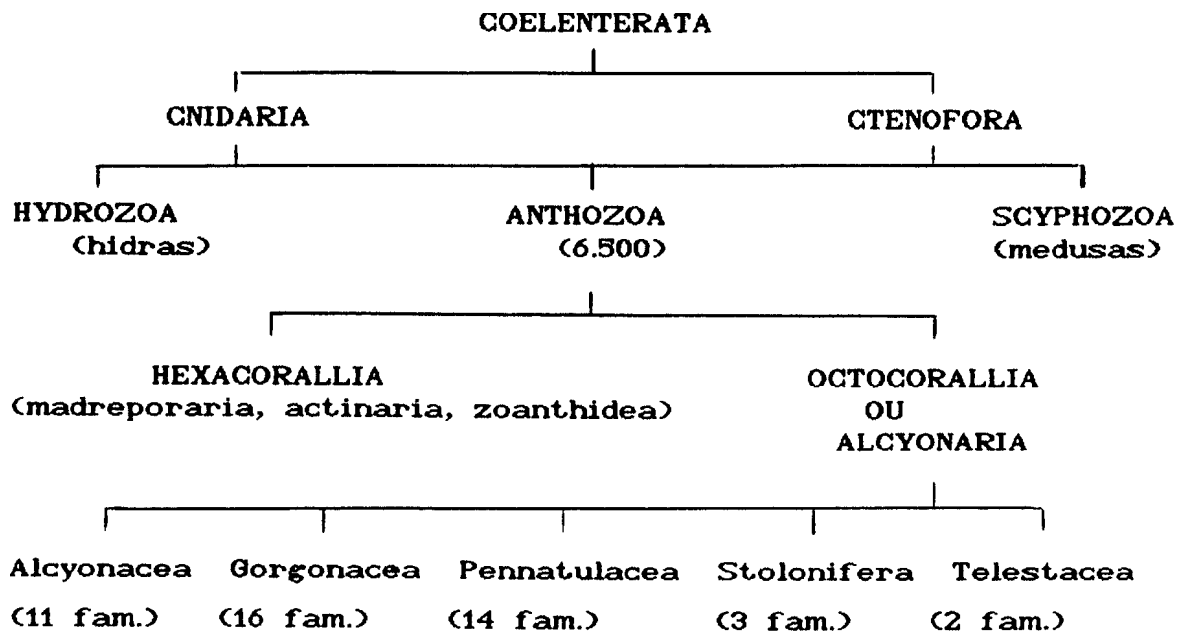 COELENTERATA
CNIDARIA CTENOFORA
HYDROZOA ANTHOZOA SCYPHOZOA
(hidras) (6.500) (medusas)
HEXACORALLIA OCTOCORALLIA
(madreporaria, actinaria, zoanthidea) OU
ALCYONARIA
Alcyonacea Gorgonacea Pennatulacea Stolonifera Telestacea
(11 fam.) (16 fam.) (14 fam.) (3 fam.) (2 fam.)